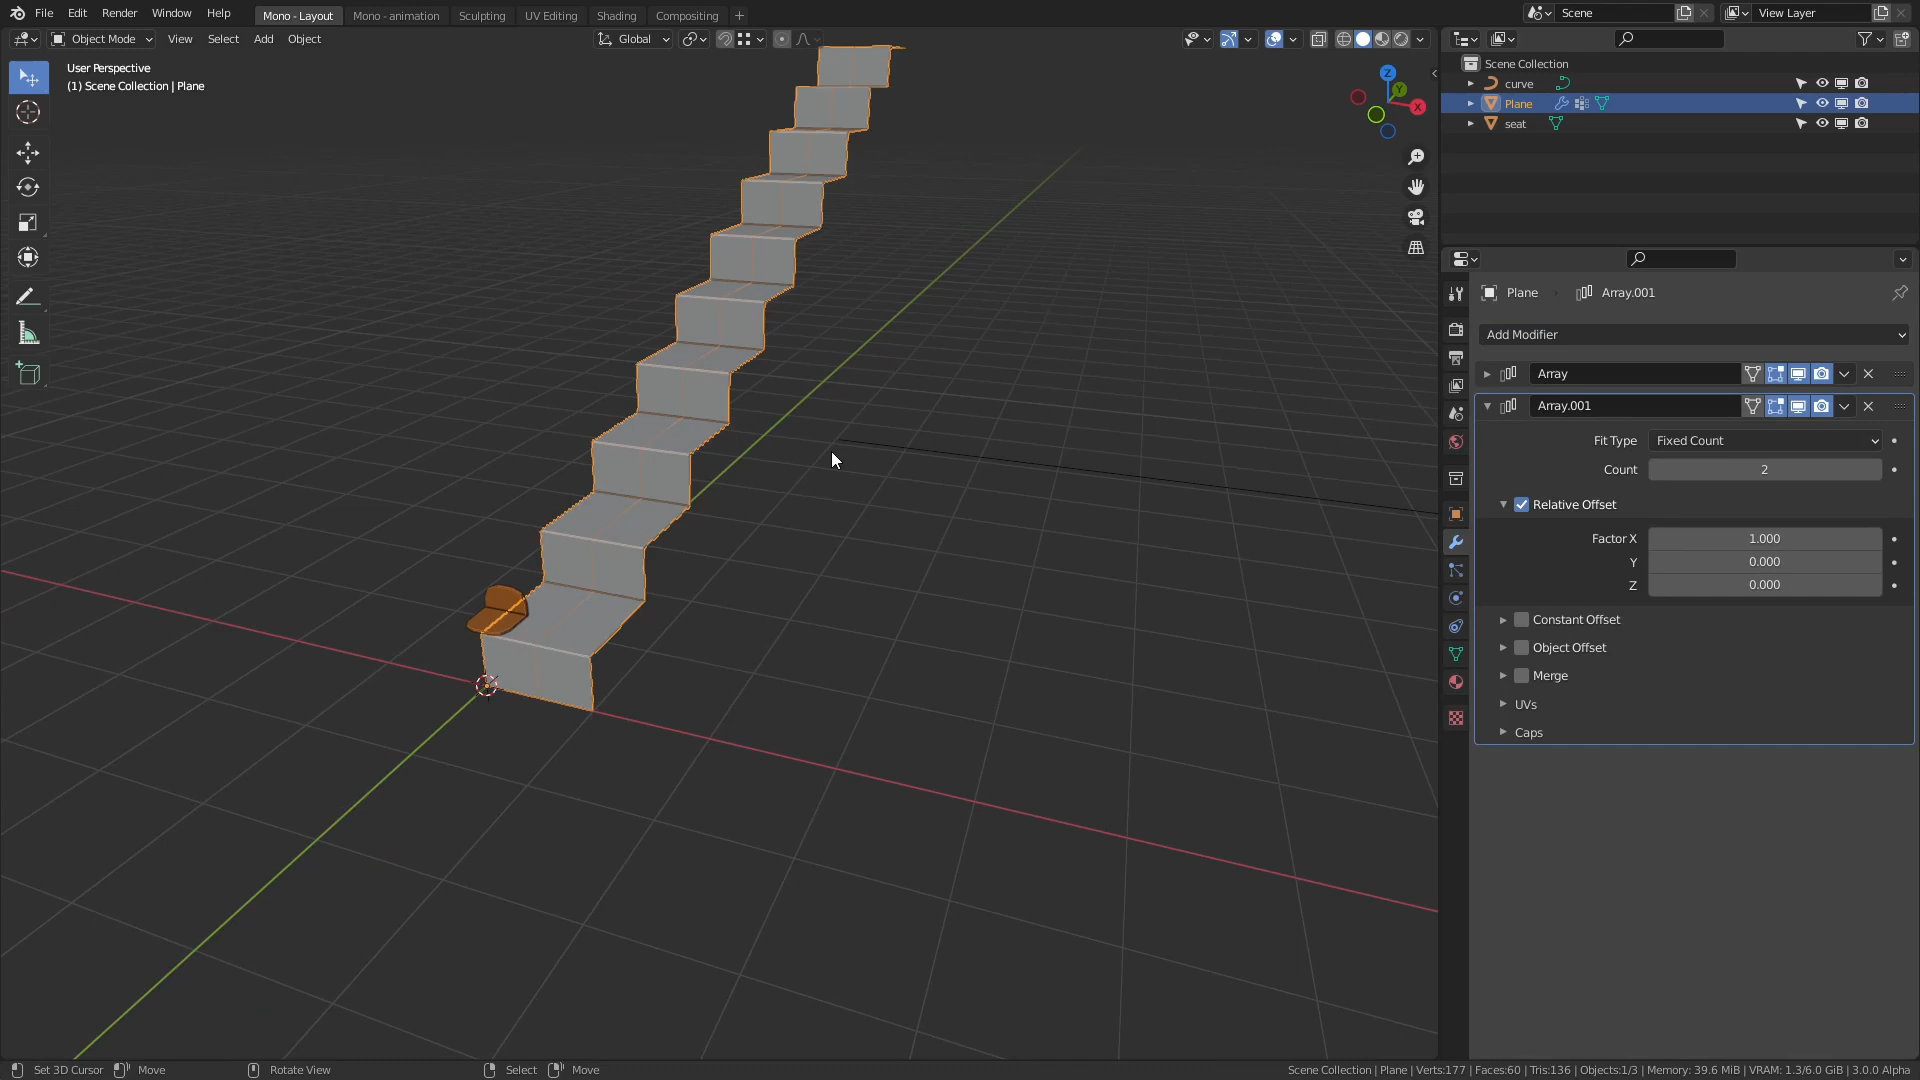 File Edit Render Window Help Mono - Layout Mono - animation Sculpting UV Editing Shading Compositing + Scene View Layer
Object Mode View Select Add Object Global
User Perspective
(1) Scene Collection | Plane
Z
Y
X
Scene Collection
curve
Plane
seat
Plane Array.001
Add Modifier
Array
Array.001
Fit Type Fixed Count
Count 2
Relative Offset
Factor X 1.000
Y 0.000
Z 0.000
Constant Offset
Object Offset
Merge
UVs
Caps
Set 3D Cursor Move Rotate View Select Move Scene Collection | Plane | Verts:177 | Faces:60 | Tris:136 | Objects:1/3 | Memory: 39.6 MiB | VRAM: 1.3/6.0 GiB | 3.0.0 Alpha